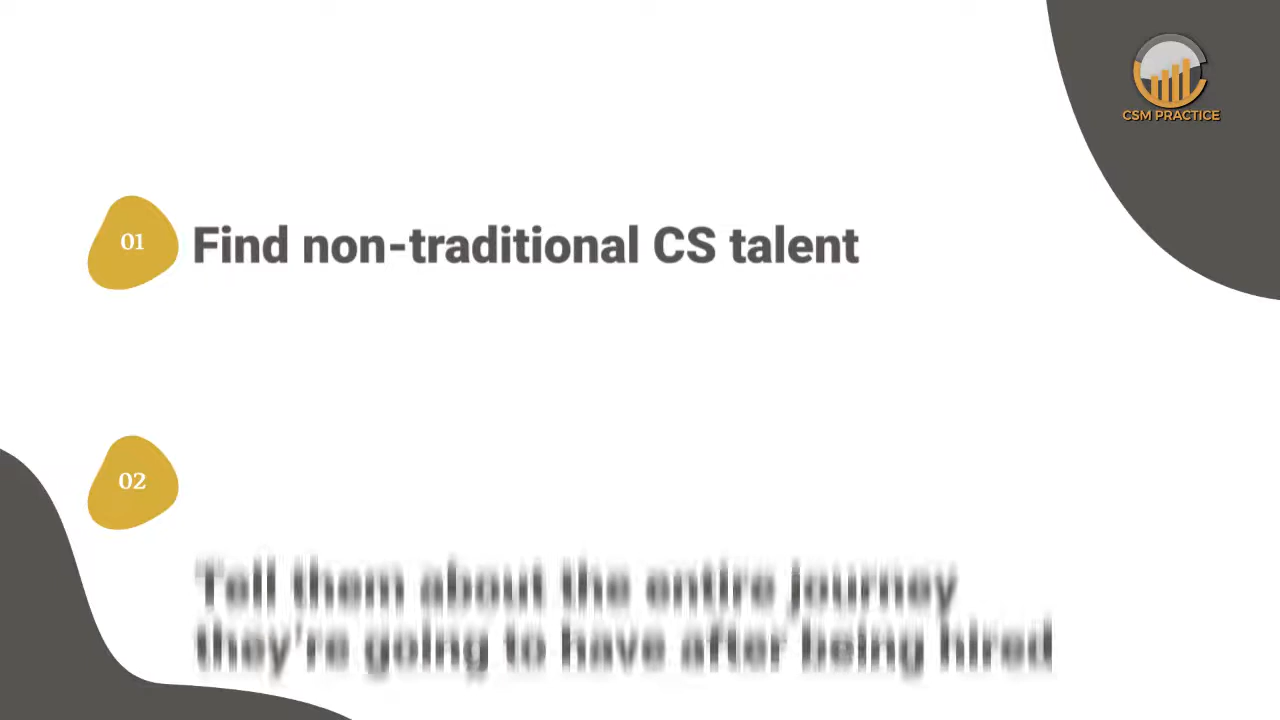 CSM PRACTICE
01
Find non-traditional CS talent
02
Tell them about the entire journey
they're going to have after being hired